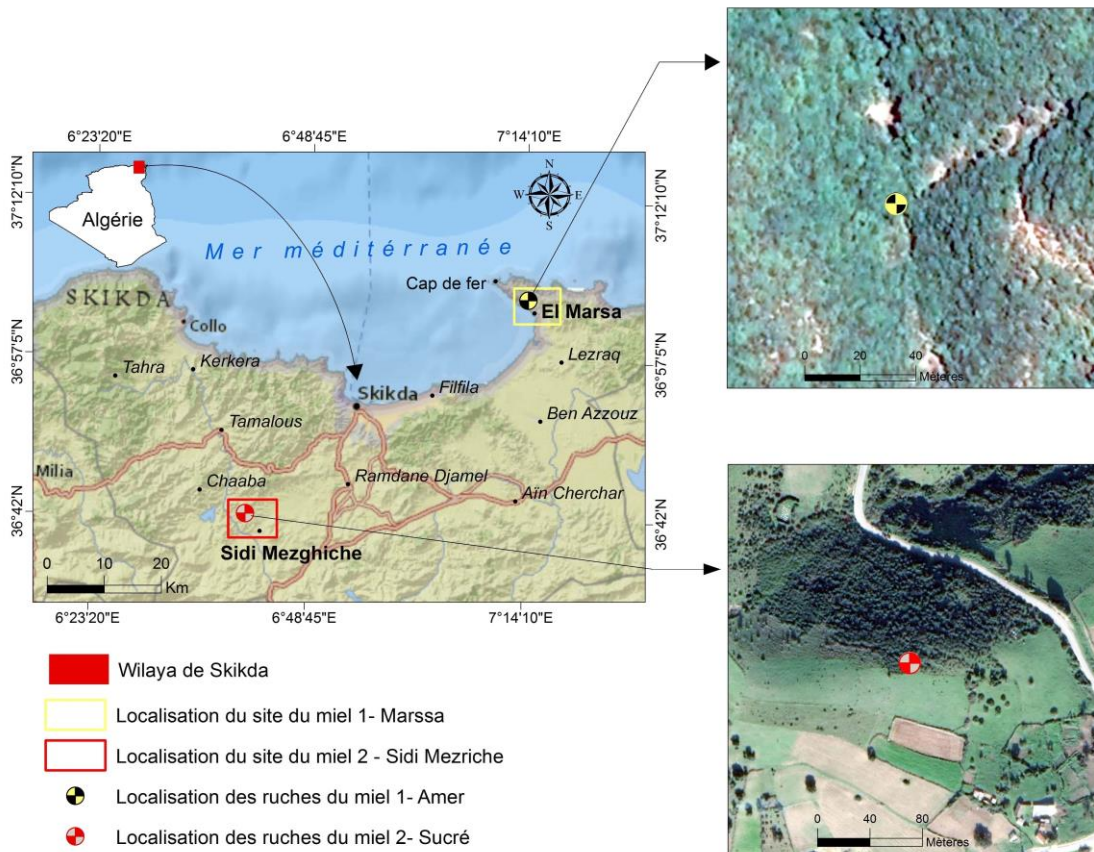 6°23'20"E 6°48'45"E 7°14'10"E
37°12'10"N
37°12'10"N
Algérie
N
W E
S
Mer méditérranée
Cap de fer
SKIKDA
El Marsa
Collo
36°57'5"N
36°57'5"N
Lezraq
Kerkera
Tahra
Skikda
Filfila
Ben Azzouz
Tamalous
Milia
Chaaba
Ramdane Djamel
Aïn Cherchar
36°42'N
36°42'N
Sidi Mezghiche
0 10 20
Km
6°23'20"E 6°48'45"E 7°14'10"E
0 20 40
Méteres
0 40 80
Mèteres
Wilaya de Skikda
Localisation du site du miel 1- Marssa
Localisation du site du miel 2 - Sidi Mezriche
Localisation des ruches du miel 1- Amer
Localisation des ruches du miel 2- Sucré